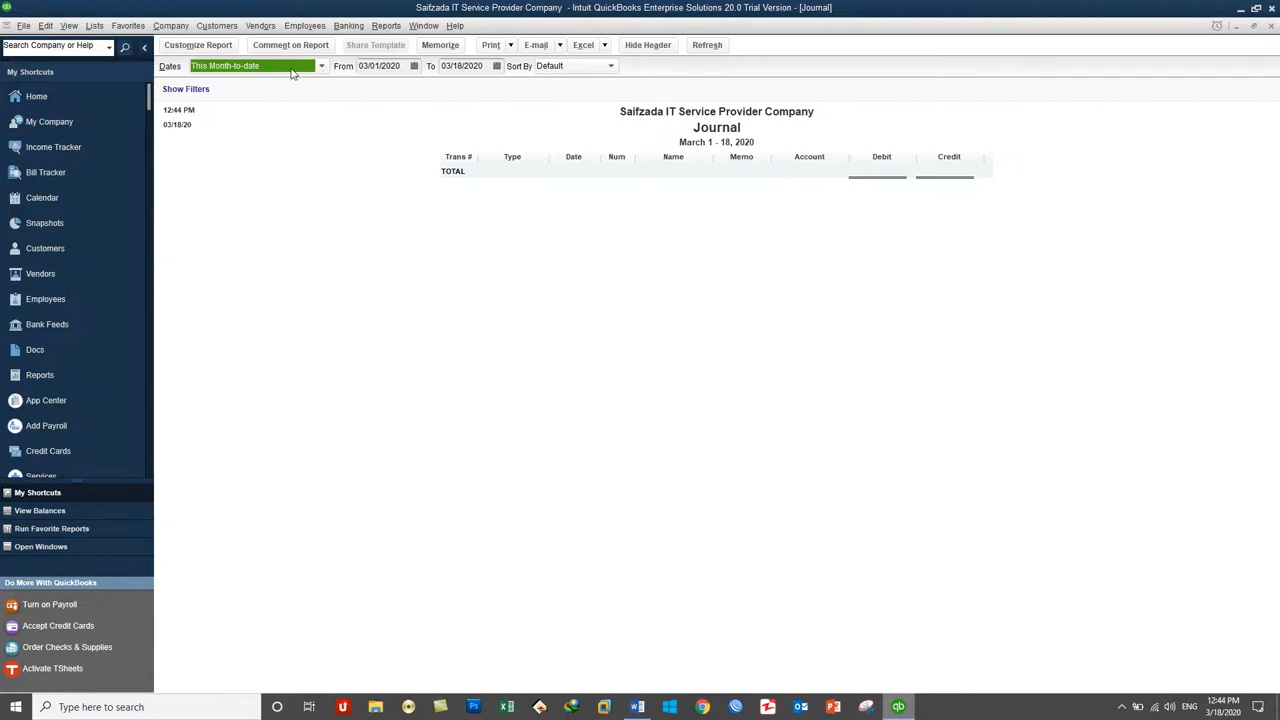 Saifzada IT Service Provider Company - Intuit QuickBooks Enterprise Solutions 20.0 Trial Version - [Journal]
File Edit View Lists Favorites Company Customers Vendors Employees Banking Reports Window Help
Search Company or Help
Customize Report Comment on Report Share Template Memorize Print E-mail Excel Hide Header Refresh
My Shortcuts
Dates This Month-to-date From 03/01/2020 To 03/18/2020 Sort By Default
Show Filters
12:44 PM
03/18/20
Saifzada IT Service Provider Company
Journal
March 1 - 18, 2020
Trans # Type Date Num Name Memo Account Debit Credit
TOTAL
Home
My Company
Income Tracker
Bill Tracker
Calendar
Snapshots
Customers
Vendors
Employees
Bank Feeds
Docs
Reports
App Center
Add Payroll
Credit Cards
Services
My Shortcuts
View Balances
Run Favorite Reports
Open Windows
Do More With QuickBooks
Turn on Payroll
Accept Credit Cards
Order Checks & Supplies
Activate TSheets
Type here to search
12:44 PM
3/18/2020